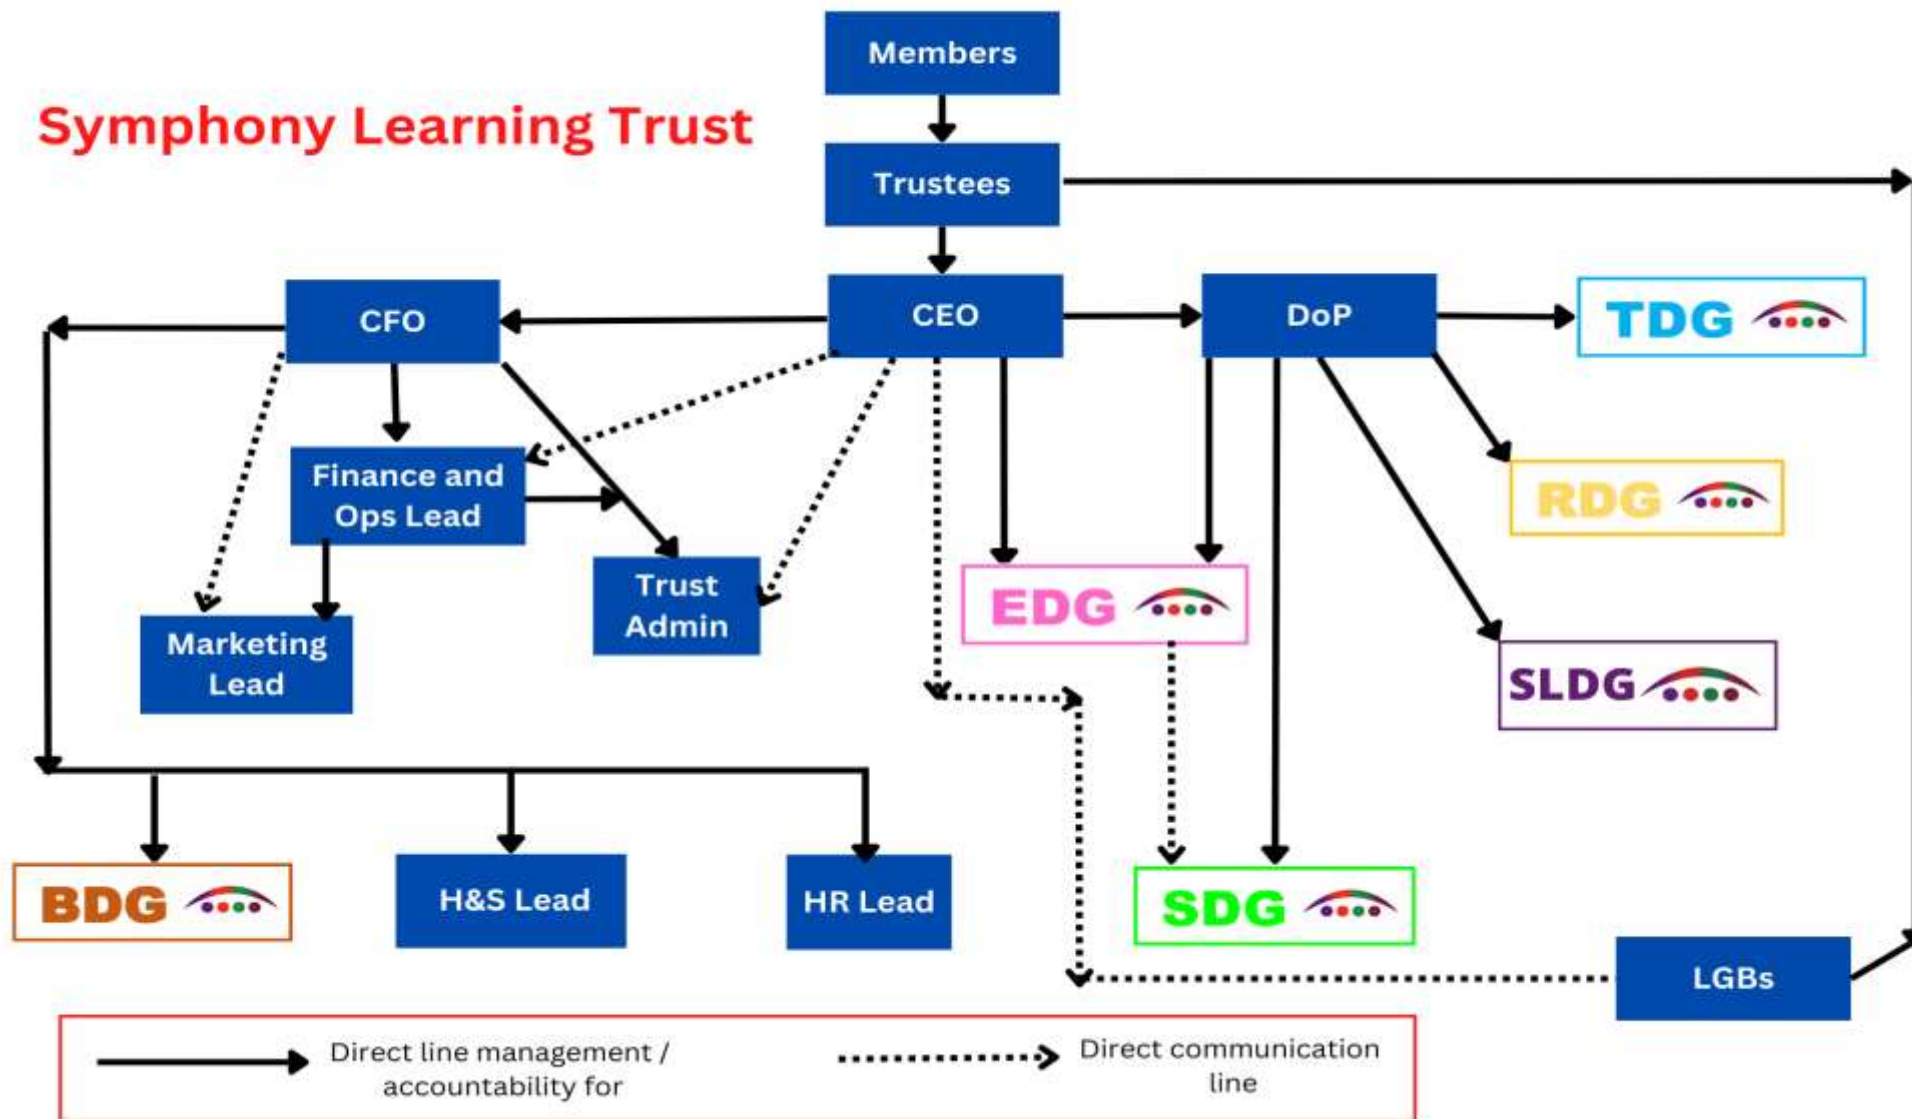 Members
Symphony Learning Trust
Trustees
CFO
CEO
DoP
TDG
Finance and
Ops Lead
RDG
Trust
Admin
EDG
Marketing
Lead
SLDG
BDG
H&S Lead
HR Lead
SDG
LGBs
Direct line management /
accountability for
Direct communication
line